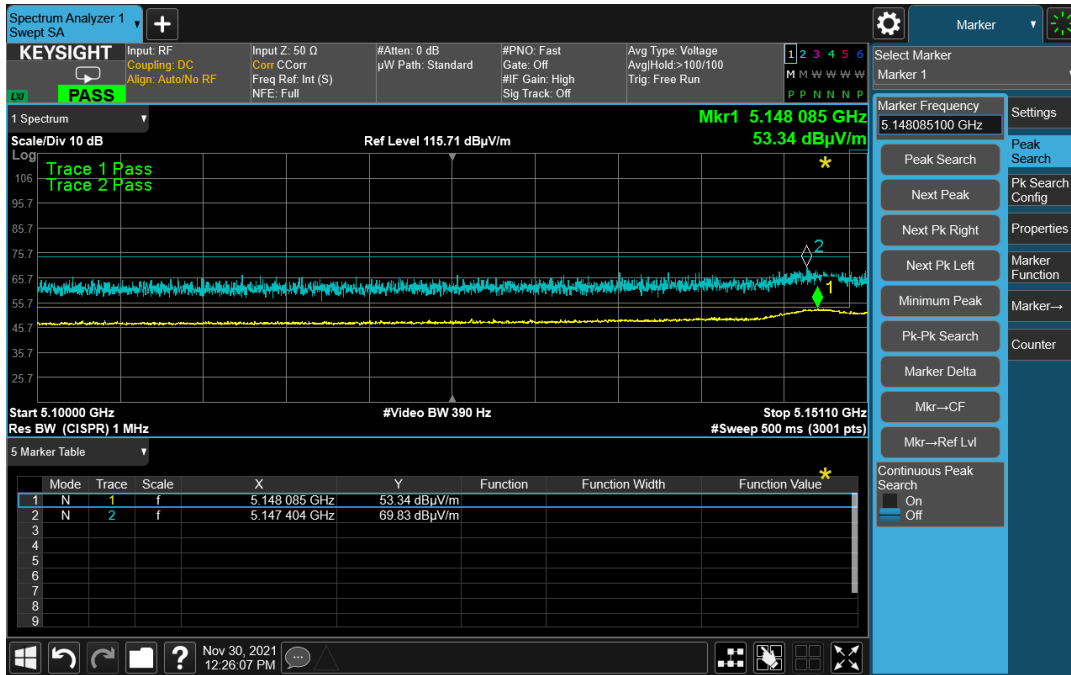 Spectrum Analyzer 1
Swept SA
Marker
KEYSIGHT
Input: RF
Coupling: DC
Align: Auto/No RF
Input Z: 50 Ω
Corr CCorr
Freq Ref: Int (S)
NFE: Full
#Atten: 0 dB
µW Path: Standard
#PNO: Fast
Gate: Off
#IF Gain: High
Sig Track: Off
Avg Type: Voltage
Avg|Hold:>100/100
Trig: Free Run
1 2 3 4 5 6
M M W W W W
P P N N N P
LXI
PASS
Select Marker
Marker 1
1 Spectrum
Mkr1 5.148 085 GHz
Scale/Div 10 dB
Ref Level 115.71 dBµV/m
53.34 dBµV/m
Log
Trace 1 Pass
Trace 2 Pass
106
95.7
85.7
75.7
65.7
55.7
45.7
35.7
25.7
2
1
Start 5.10000 GHz
#Video BW 390 Hz
Stop 5.15110 GHz
Res BW (CISPR) 1 MHz
#Sweep 500 ms (3001 pts)
5 Marker Table
Mode Trace Scale X Y Function Function Width Function Value
1 N 1 f 5.148 085 GHz 53.34 dBµV/m
2 N 2 f 5.147 404 GHz 69.83 dBµV/m
3
4
5
6
7
8
9
Marker Frequency
5.148085100 GHz
Peak Search
Next Peak
Next Pk Right
Next Pk Left
Minimum Peak
Pk-Pk Search
Marker Delta
Mkr→CF
Mkr→Ref Lvl
Continuous Peak
Search
On
Off
Settings
Peak
Search
Pk Search
Config
Properties
Marker
Function
Marker→
Counter
?
Nov 30, 2021
12:26:07 PM